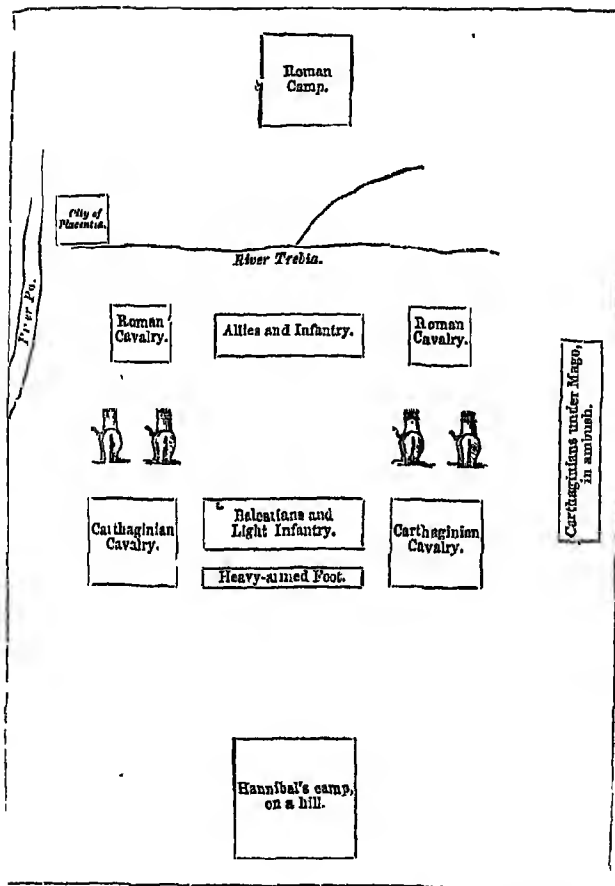 Roman
Camp.
City of
Placentia.
River Trebia.
River Po.
Roman
Cavalry.
Allies and Infantry.
Roman
Cavalry.
Carthaginians under Mago,
in ambush.
Carthaginian
Cavalry.
Balearians and
Light Infantry.
Carthaginian
Cavalry.
Heavy-armed Foot.
Hannibal's camp,
on a hill.